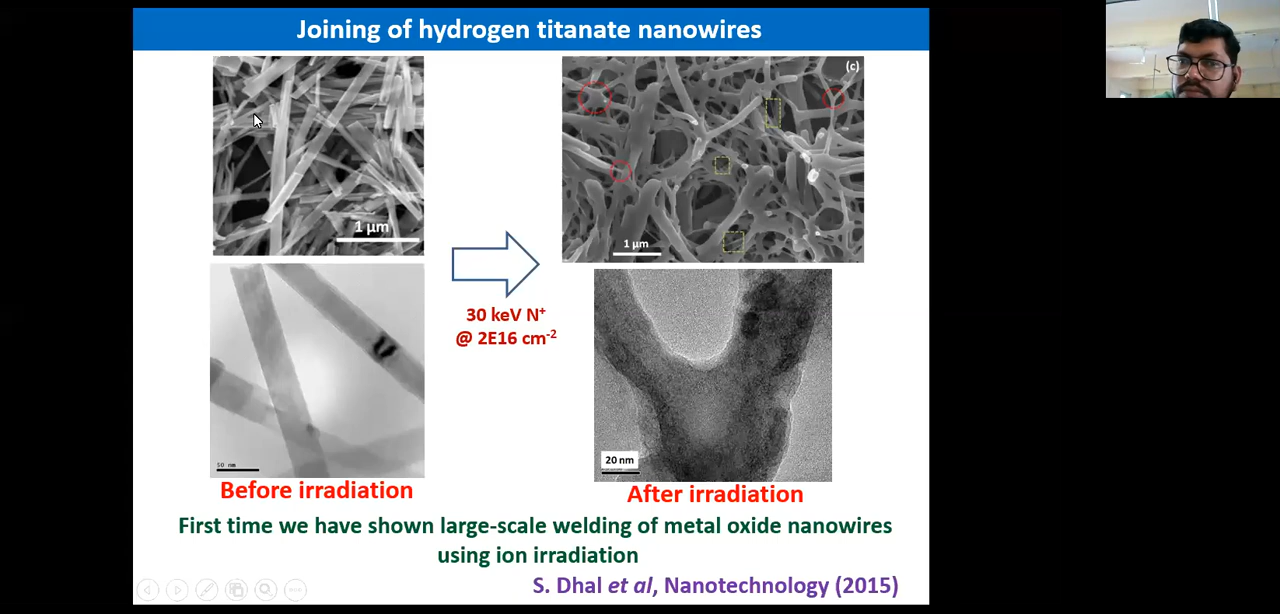 Joining of hydrogen titanate nanowires
(c)
1 µm
1 µm
30 keV N⁺
@ 2E16 cm⁻²
50 nm
20 nm
Before irradiation
After irradiation
First time we have shown large-scale welding of metal oxide nanowires
using ion irradiation
S. Dhal et al, Nanotechnology (2015)